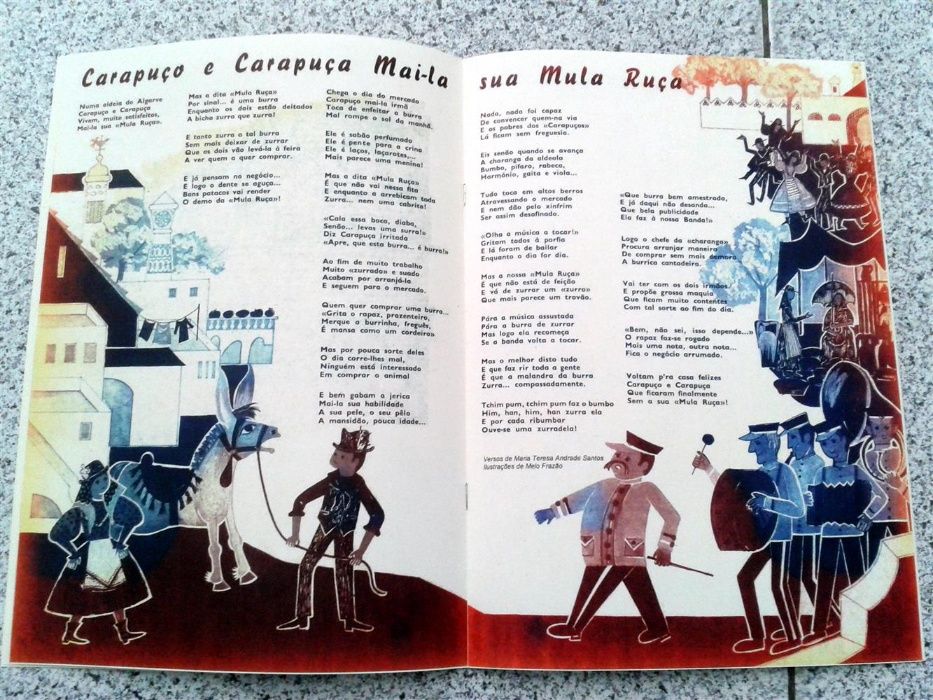 Carapuço e Carapuça Mai-la sua Mula Ruça
Numa aldeia do Algarve
Carapuço e Carapuça
Vivem, muito satisfeitos,
Mai-la sua «Mula Ruça».
Mas a dita «Mula Ruça»
Por sinal... é uma burra
Enquanto os dois estão deitados
A bicha zurra que zurra!
E tanto zurra a tal burra
Sem mais deixar de zurrar
Que os dois vão levá-la à feira
A ver quem a quer comprar.
E já pensam no negócio...
E logo o dente se aguça...
Bons patacos vai render
O demo da «Mula Ruça»!
Chega o dia do mercado
Carapuço mai-la irmã
Toca de enfeitar a burra
Mal rompe o sol da manhã.
Ele é sabão perfumado
Ele é pente para a crina
Ele é laços, laçarotes,...
Mais parece uma menina!
Mas a dita «Mula Ruça»
É que não vai nessa fita
E enquanto a arrebicam toda
Zurra... nem uma cabrita!
«Cala essa boca, diabo,
Senão... levas uma surra!»
Diz Carapuça irritada
«Apre, que esta burra... é burra!»
Ao fim de muito trabalho
Muito «zurrado» e suado
Acabam por arranjá-la
E seguem para o mercado.
Quem quer comprar uma burra...
«Grita o rapaz, prazenteiro,
Merque a burrinha, freguês,
É mansa como um cordeiro»
Mas por pouca sorte deles
O dia corre-lhes mal,
Ninguém está interessado
Em comprar o animal
E bem gabam a jerica
Mai-la sua habilidade
A sua pele, o seu pêlo
A mansidão, pouca idade...
Nada, nada foi capaz
De convencer quem-na via
E os pobres dos «Carapuços»
Lá ficam sem freguesia.
Eis senão quando se avança
A charanga da aldeola
Bumbo, pífaro, rabeca,
Harmónio, gaita e viola...
Tudo toca em altos berros
Atravessando o mercado
E nem dão pelo xinfrim
Ser assim desafinado.
«Olha a música a tocar!»
Gritam todos à porfia
E lá foram de bailar
Enquanto o dia for dia.
Mas a nossa «Mula Ruça»
É que não está de feição
E vá de zurrar um «zurro»
Que mais parece um trovão.
Pára a música assustada
Pára a burra de zurrar
Mas logo ela recomeça
Se a banda volta a tocar.
Mas o melhor disto tudo
E que faz rir toda a gente
É que a malandra da burra
Zurra... compassadamente.
Tchim pum, tchim pum faz o bumbo
Him, han, him, han zurra ela
E por cada ribumbar
Ouve-se uma zurradela!
«Que burra bem amestrada,
E já daqui não desanda...
Que bela publicidade
Ela faz à nossa Banda!»
Logo o chefe da «charanga»
Procura arranjar maneira
De comprar sem mais demora
A burrica cantadeira.
Vai ter com os dois irmãos
E propõe grossa maquia
Que ficam muito contentes
Com tal sorte ao fim do dia.
«Bem, não sei, isso depende...»
O rapaz faz-se rogado
Mais uma nota, outra nota...
Fica o negócio arrumado.
Voltam p'ra casa felizes
Carapuço e Carapuça
Que ficaram finalmente
Sem a sua «Mula Ruça»!
Versos de Maria Teresa Andrade Santos
Ilustrações de Melo Frazão